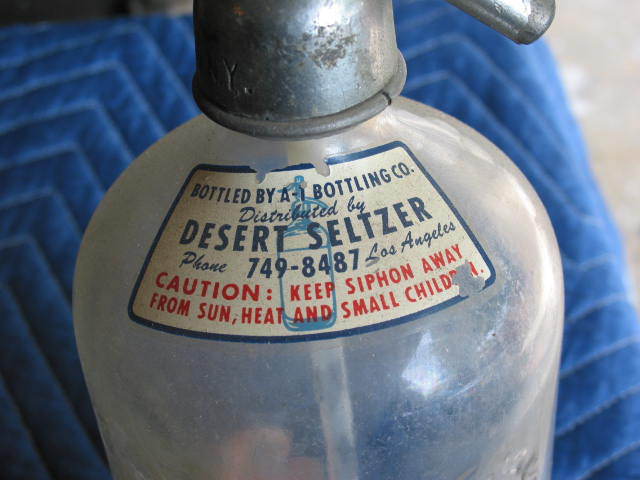 .Y.
BOTTLED BY A-1 BOTTLING CO.
Distributed by
DESERT SELTZER
Phone 749-8487 Los Angeles
CAUTION: KEEP SIPHON AWAY
FROM SUN, HEAT AND SMALL CHILDREN.